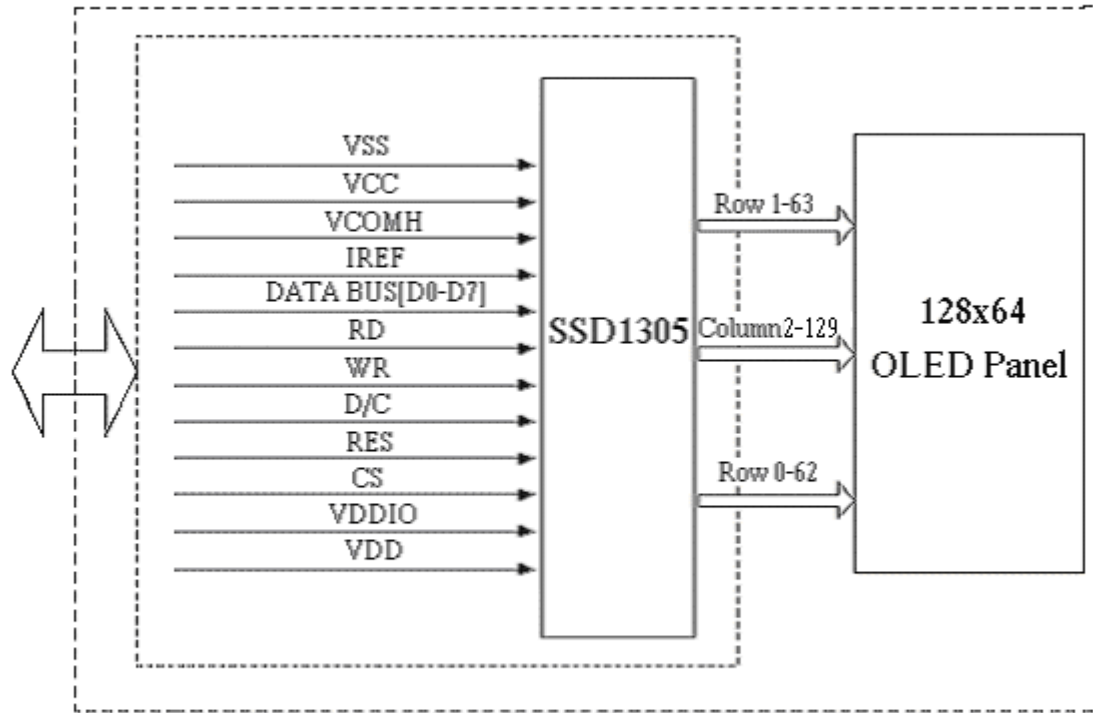 VSS
VCC
VCOMH
IREF
DATA BUS[D0-D7]
RD
WR
D/C
RES
CS
VDDIO
VDD
SSD1305
Row 1-63
Column2-129
Row 0-62
128x64
OLED Panel